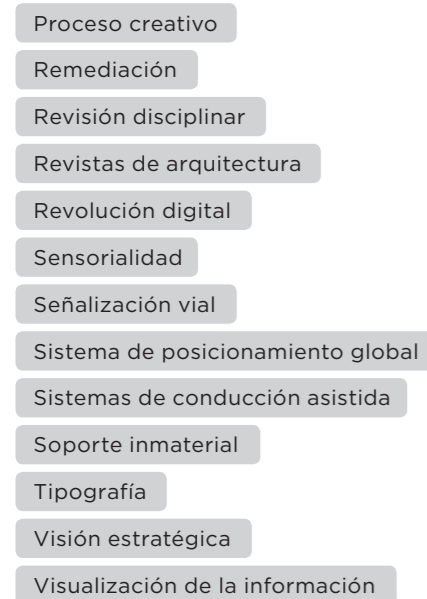 Proceso creativo
Remediación
Revisión disciplinar
Revistas de arquitectura
Revolución digital
Sensorialidad
Señalización vial
Sistema de posicionamiento global
Sistemas de conducción asistida
Soporte inmaterial
Tipografía
Visión estratégica
Visualización de la información